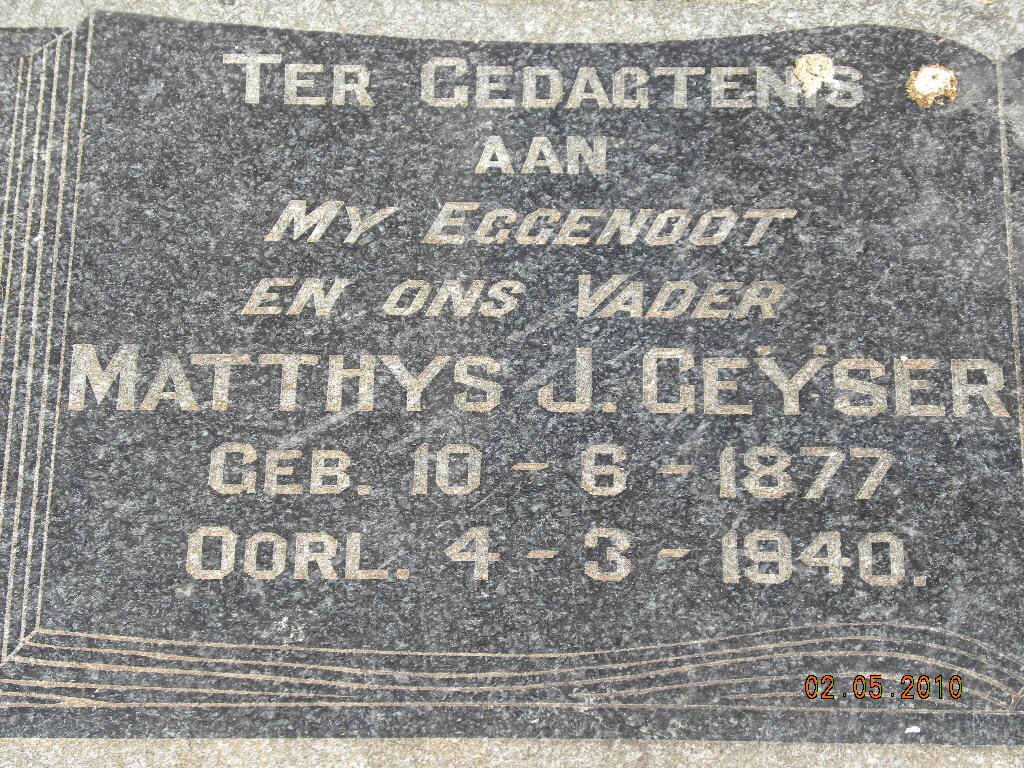 TER GEDAGTENIS
AAN
MY EGGENOOT
EN ONS VADER
MATTHYS J. GEŸSER
GEB. 10 - 6 - 1877
OORL. 4 - 3 - 1940.
02.05.2010